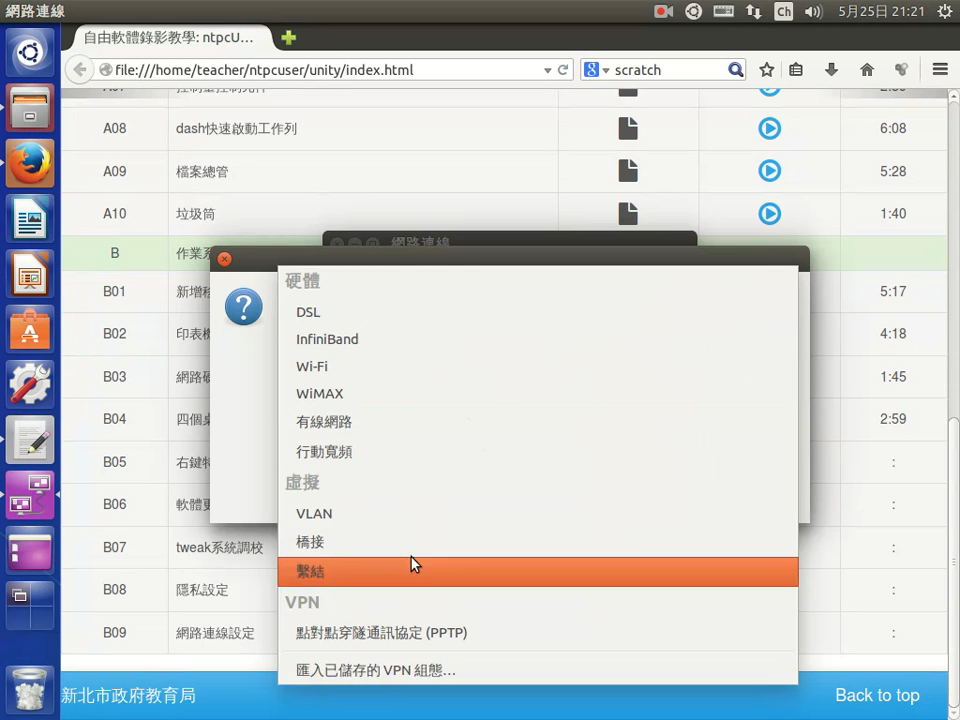 網路連線
Ch
5月25日 21:21
自由軟體錄影教學: ntpcU...
file:///home/teacher/ntpcuser/unity/index.html
scratch
A08 dash快速啟動工作列 6:08
A09 檔案總管 5:28
A10 垃圾筒 1:40
網路連線
B 作業系
B01 新增移 5:17
B02 印表機 4:18
B03 網路硬 1:45
B04 四個桌 2:59
B05 右鍵特 :
B06 軟體更 :
B07 tweak系統調校 :
B08 隱私設定 :
B09 網路連線設定 :
?
硬體
DSL
InfiniBand
Wi-Fi
WiMAX
有線網路
行動寬頻
虛擬
VLAN
橋接
繫結
VPN
點對點穿隧通訊協定 (PPTP)
匯入已儲存的 VPN 組態...
新北市政府教育局
Back to top